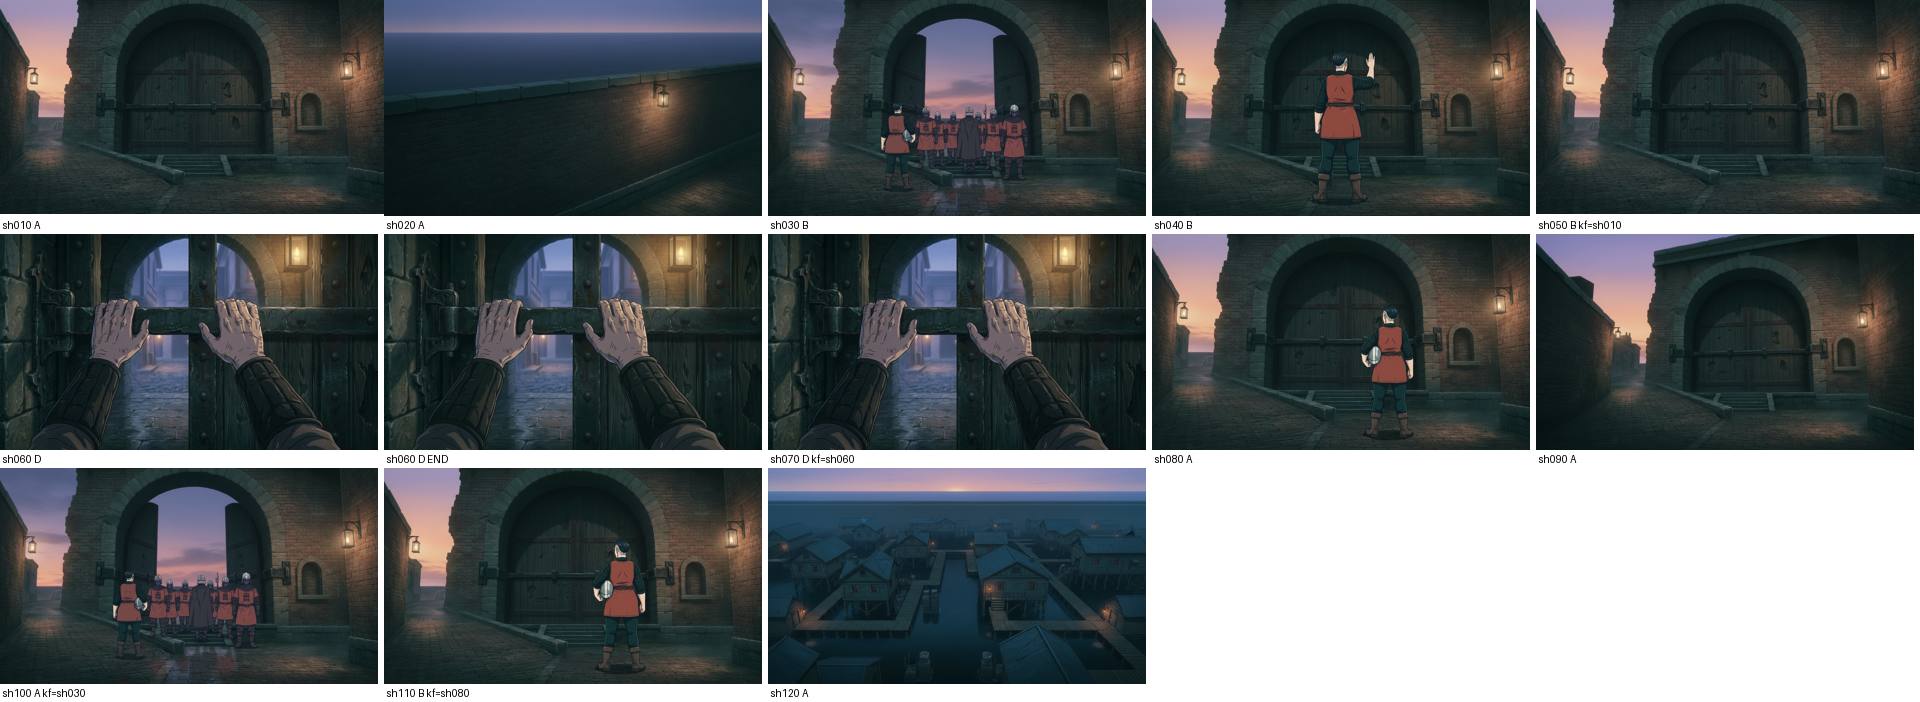 sh010 A
sh020 A
sh030 B
sh040 B
sh050 B kf=sh010
sh060 D
sh060 D END
sh070 D kf=sh060
sh080 A
sh090 A
sh100 A kf=sh030
sh110 B kf=sh080
sh120 A